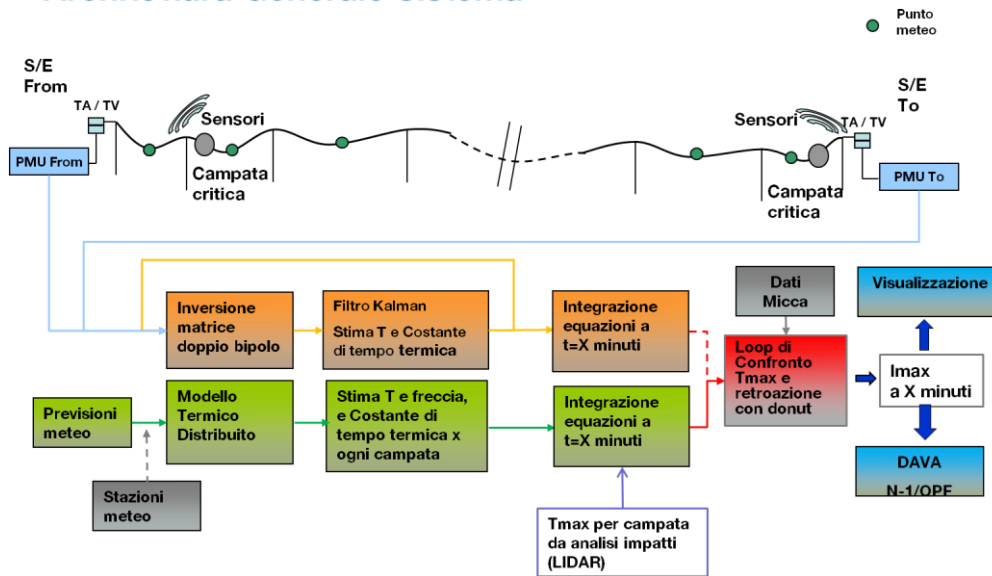 Architettura Generale Sistema
Punto
meteo
S/E
From
S/E
To
TA / TV
Sensori
Sensori
TA / TV
PMU From
Campata
critica
Campata
critica
PMU To
Inversione
matrice
doppio bipolo
Filtro Kalman
Stima T e Costante
di tempo termica
Integrazione
equazioni a
t=X minuti
Dati
Micca
Visualizzazione
Loop di
Confronto
Tmax e
retroazione
con donut
Imax
a X minuti
Previsioni
meteo
Modello
Termico
Distribuito
Stima T e freccia,
e Costante di
tempo termica x
ogni campata
Integrazione
equazioni a
t=X minuti
DAVA
N-1/OPF
Stazioni
meteo
Tmax per campata
da analisi impatti
(LIDAR)